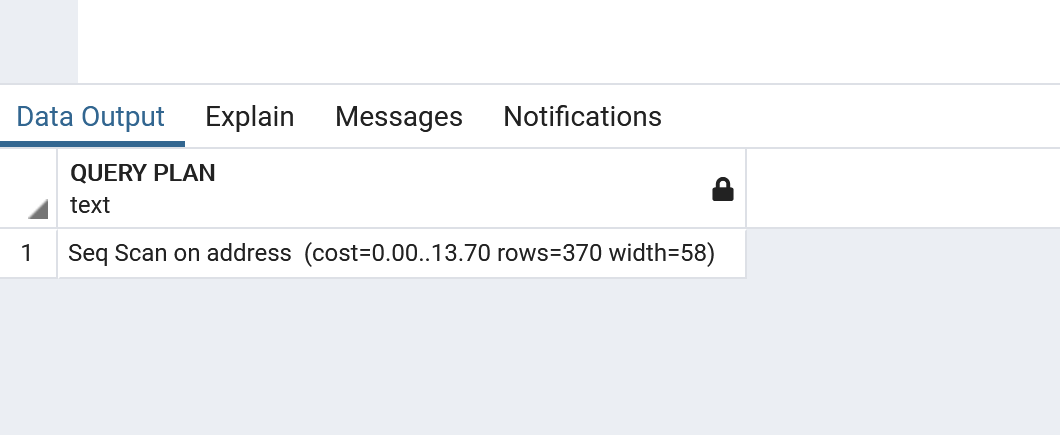 Data Output Explain Messages Notifications
QUERY PLAN
text
1 Seq Scan on address (cost=0.00..13.70 rows=370 width=58)